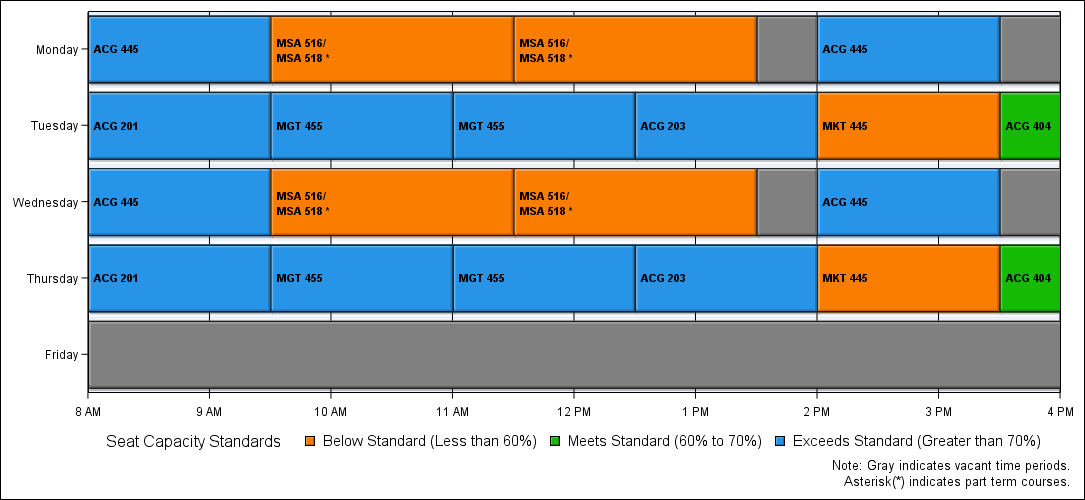 Monday
ACG 445
MSA 516/
MSA 518 *
MSA 516/
MSA 518 *
ACG 445
Tuesday
ACG 201
MGT 455
MGT 455
ACG 203
MKT 445
ACG 404
Wednesday
ACG 445
MSA 516/
MSA 518 *
MSA 516/
MSA 518 *
ACG 445
Thursday
ACG 201
MGT 455
MGT 455
ACG 203
MKT 445
ACG 404
Friday
8 AM
9 AM
10 AM
11 AM
12 PM
1 PM
2 PM
3 PM
4 PM
Seat Capacity Standards
Below Standard (Less than 60%)
Meets Standard (60% to 70%)
Exceeds Standard (Greater than 70%)
Note: Gray indicates vacant time periods.
Asterisk(*) indicates part term courses.